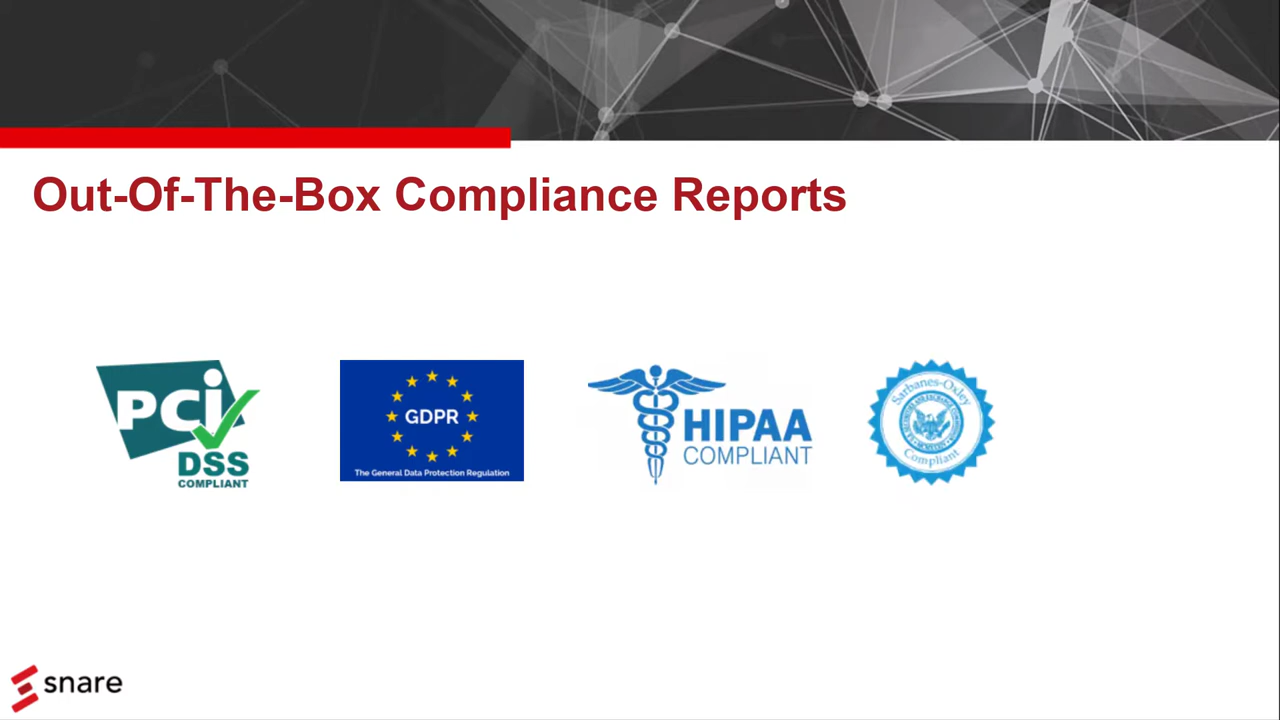 Out-Of-The-Box Compliance Reports
PCi
DSS
COMPLIANT
GDPR
The General Data Protection Regulation
HIPAA
COMPLIANT
Sarbanes-Oxley
Compliant
snare